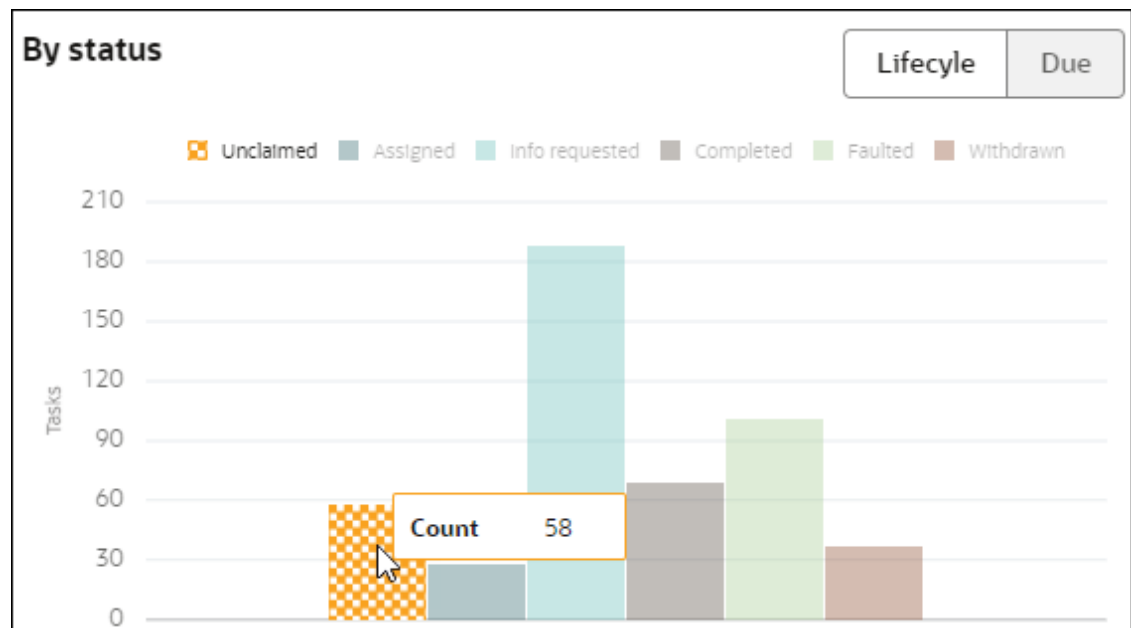 By status
Lifecyle Due
Unclaimed Assigned Info requested Completed Faulted Withdrawn
210
180
150
120
Tasks
90
60
Count 58
30
0